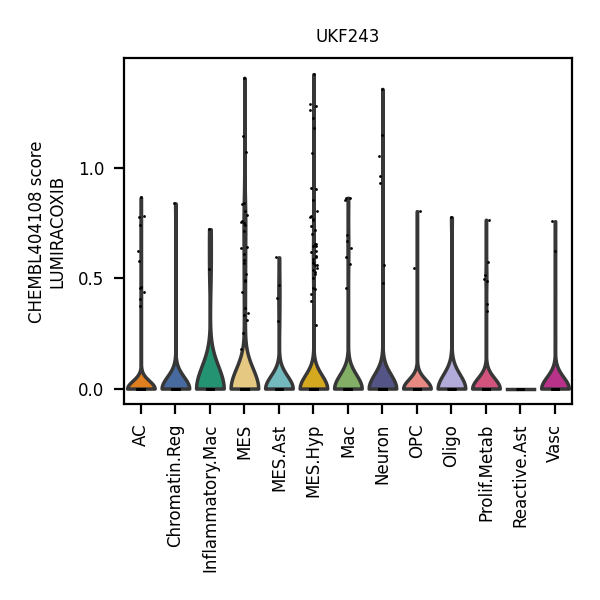 UKF243
CHEMBL404108 score
LUMIRACOXIB
1.0
0.5
0.0
AC
Chromatin.Reg
Inflammatory.Mac
MES
MES.Ast
MES.Hyp
Mac
Neuron
OPC
Oligo
Prolif.Metab
Reactive.Ast
Vasc